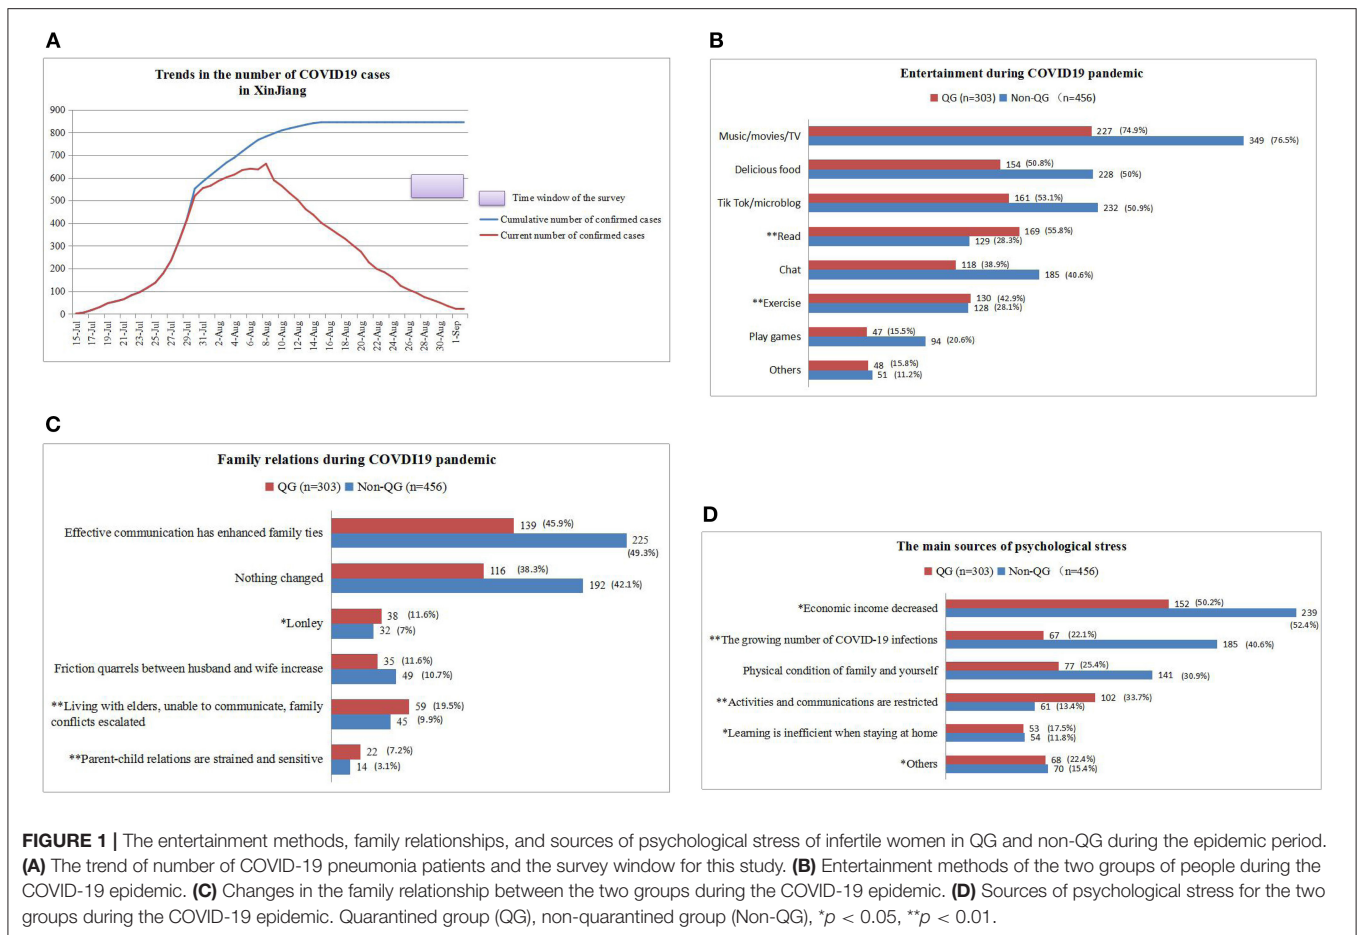 A
Trends in the number of COVID19 cases
in XinJiang
900
800
700
600
500
400
300
200
100
0
15-Jul
17-Jul
19-Jul
21-Jul
23-Jul
25-Jul
27-Jul
29-Jul
31-Jul
2-Aug
4-Aug
6-Aug
8-Aug
10-Aug
12-Aug
14-Aug
16-Aug
18-Aug
20-Aug
22-Aug
24-Aug
26-Aug
28-Aug
30-Aug
1-Sep
Time window of the survey
Cumulative number of confirmed cases
Current number of confirmed cases
B
Entertainment during COVID19 pandemic
QG (n=303) Non-QG （n=456)
Music/movies/TV
227 (74.9%)
349 (76.5%)
Delicious food
154 (50.8%)
228 (50%)
Tik Tok/microblog
161 (53.1%)
232 (50.9%)
**Read
169 (55.8%)
129 (28.3%)
Chat
118 (38.9%)
185 (40.6%)
**Exercise
130 (42.9%)
128 (28.1%)
Play games
47 (15.5%)
94 (20.6%)
Others
48 (15.8%)
51 (11.2%)
C
Family relations during COVDI19 pandemic
QG (n=303) Non-QG (n=456)
Effective communication has enhanced family ties
139 (45.9%)
225
(49.3%)
Nothing changed
116 (38.3%)
192 (42.1%)
*Lonley
38 (11.6%)
32 (7%)
Friction quarrels between husband and wife increase
35 (11.6%)
49 (10.7%)
**Living with elders, unable to communicate, family
conflicts escalated
59 (19.5%)
45 (9.9%)
**Parent-child relations are strained and sensitive
22 (7.2%)
14 (3.1%)
D
The main sources of psychological stress
QG (n=303) Non-QG （n=456)
*Economic income decreased
152 (50.2%)
239
(52.4%)
**The growing number of COVID-19 infections
67 (22.1%)
185 (40.6%)
Physical condition of family and yourself
77 (25.4%)
141 (30.9%)
**Activities and communications are restricted
102 (33.7%)
61 (13.4%)
*Learning is inefficient when staying at home
53 (17.5%)
54 (11.8%)
*Others
68 (22.4%)
70 (15.4%)
FIGURE 1 | The entertainment methods, family relationships, and sources of psychological stress of infertile women in QG and non-QG during the epidemic period.
(A) The trend of number of COVID-19 pneumonia patients and the survey window for this study. (B) Entertainment methods of the two groups of people during the
COVID-19 epidemic. (C) Changes in the family relationship between the two groups during the COVID-19 epidemic. (D) Sources of psychological stress for the two
groups during the COVID-19 epidemic. Quarantined group (QG), non-quarantined group (Non-QG), *p < 0.05, **p < 0.01.